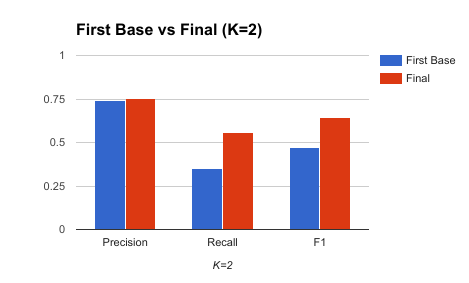 First Base vs Final (K=2)
1
0.75
0.5
0.25
0
First Base
Final
Precision
Recall
F1
K=2